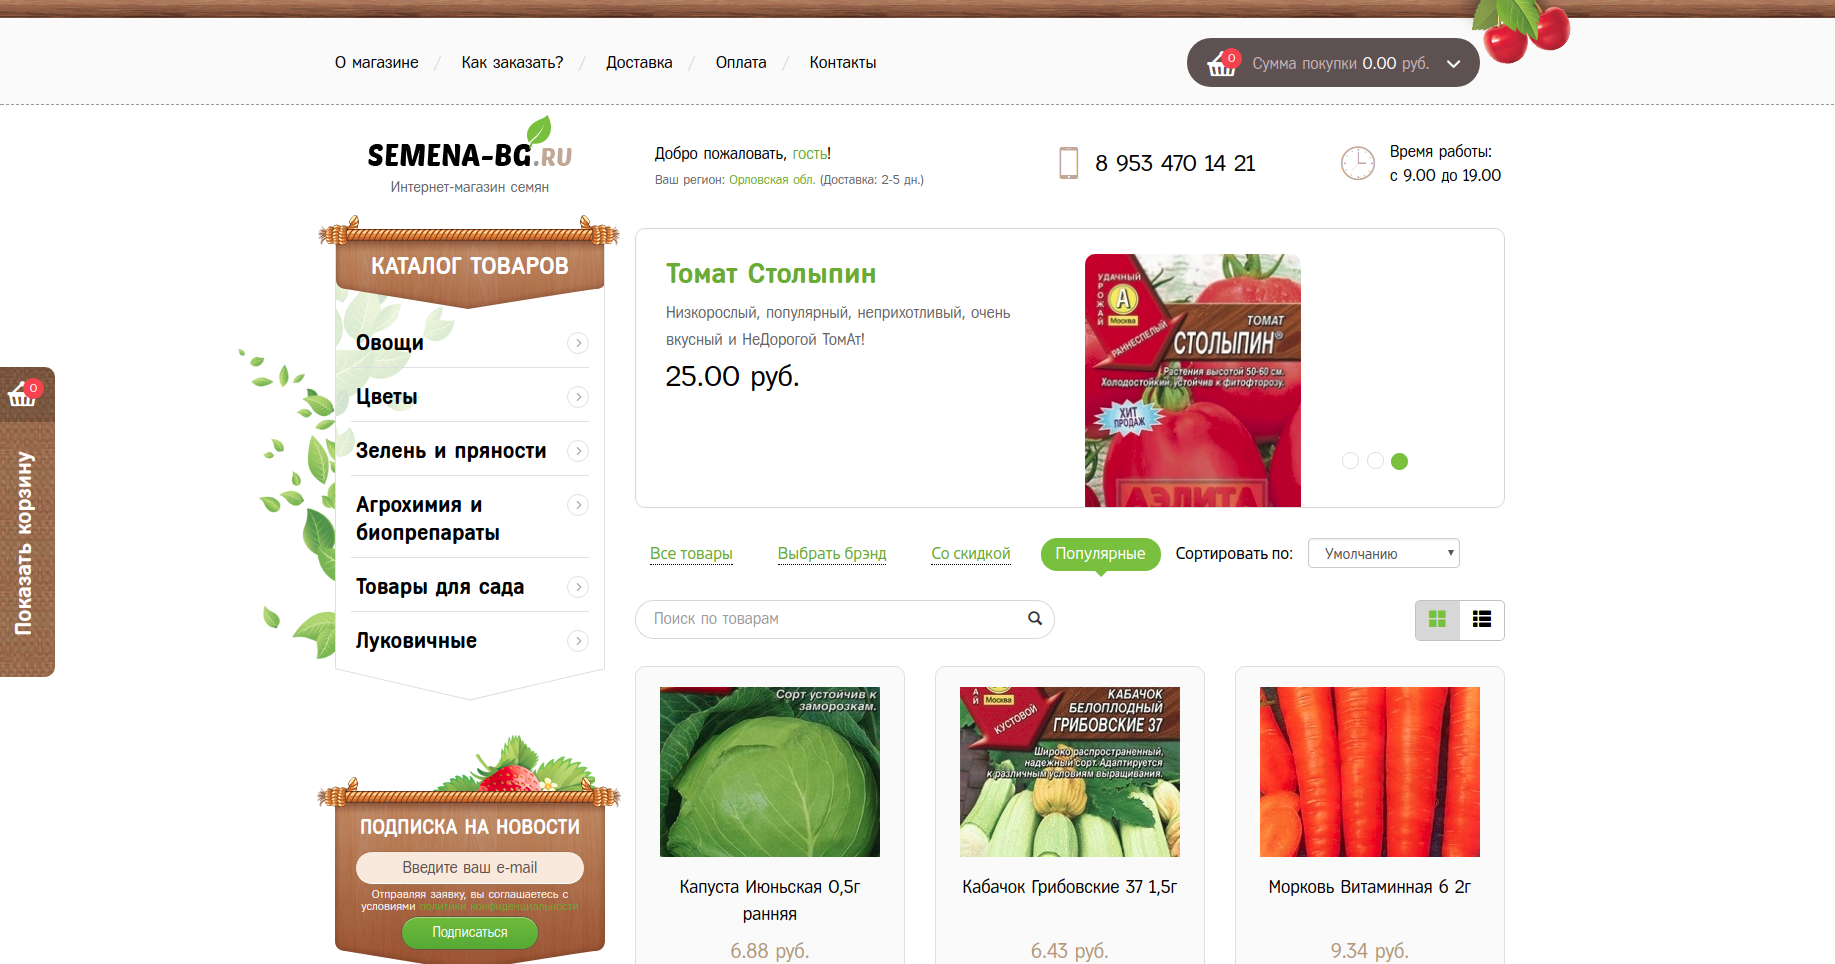 О магазине / Как заказать? / Доставка / Оплата / Контакты
0 Сумма покупки 0.00 руб.
SEMENA-BG.RU
Интернет-магазин семян
Добро пожаловать, гость!
Ваш регион: Орловская обл. (Доставка: 2-5 дн.)
8 953 470 14 21
Время работы:
с 9.00 до 19.00
КАТАЛОГ ТОВАРОВ
Овощи
Цветы
Зелень и пряности
Агрохимия и
биопрепараты
Товары для сада
Луковичные
0
Показать корзину
Томат Столыпин
Низкорослый, популярный, неприхотливый, очень
вкусный и НеДорогой ТомАт!
25.00 руб.
УДАЧНЫЙ
УРОЖАЙ
А
Москва
РАННЕСПЕЛЫЙ
ТОМАТ
СТОЛЫПИН®
Растения высотой 50-60 см.
Холодостойкий, устойчив к фитофторозу.
ХИТ
ПРОДАЖ
АЭЛИТА
Все товары
Выбрать брэнд
Со скидкой
Популярные
Сортировать по:
Умолчанию
Поиск по товарам
Сорт устойчив к
заморозкам.
Капуста Июньская 0,5г
ранняя
6.88 руб.
АЙ
Москва
КУСТОВОЙ
КАБАЧОК
БЕЛОПЛОДНЫЙ
ГРИБОВСКИЕ 37
Широко распространенный,
надежный сорт. Адаптируется
к различным условиям выращивания.
Кабачок Грибовские 37 1,5г
6.43 руб.
Морковь Витаминная 6 2г
9.34 руб.
ПОДПИСКА НА НОВОСТИ
Введите ваш e-mail
Отправляя заявку, вы соглашаетесь с
условиями политики конфиденциальности
Подписаться